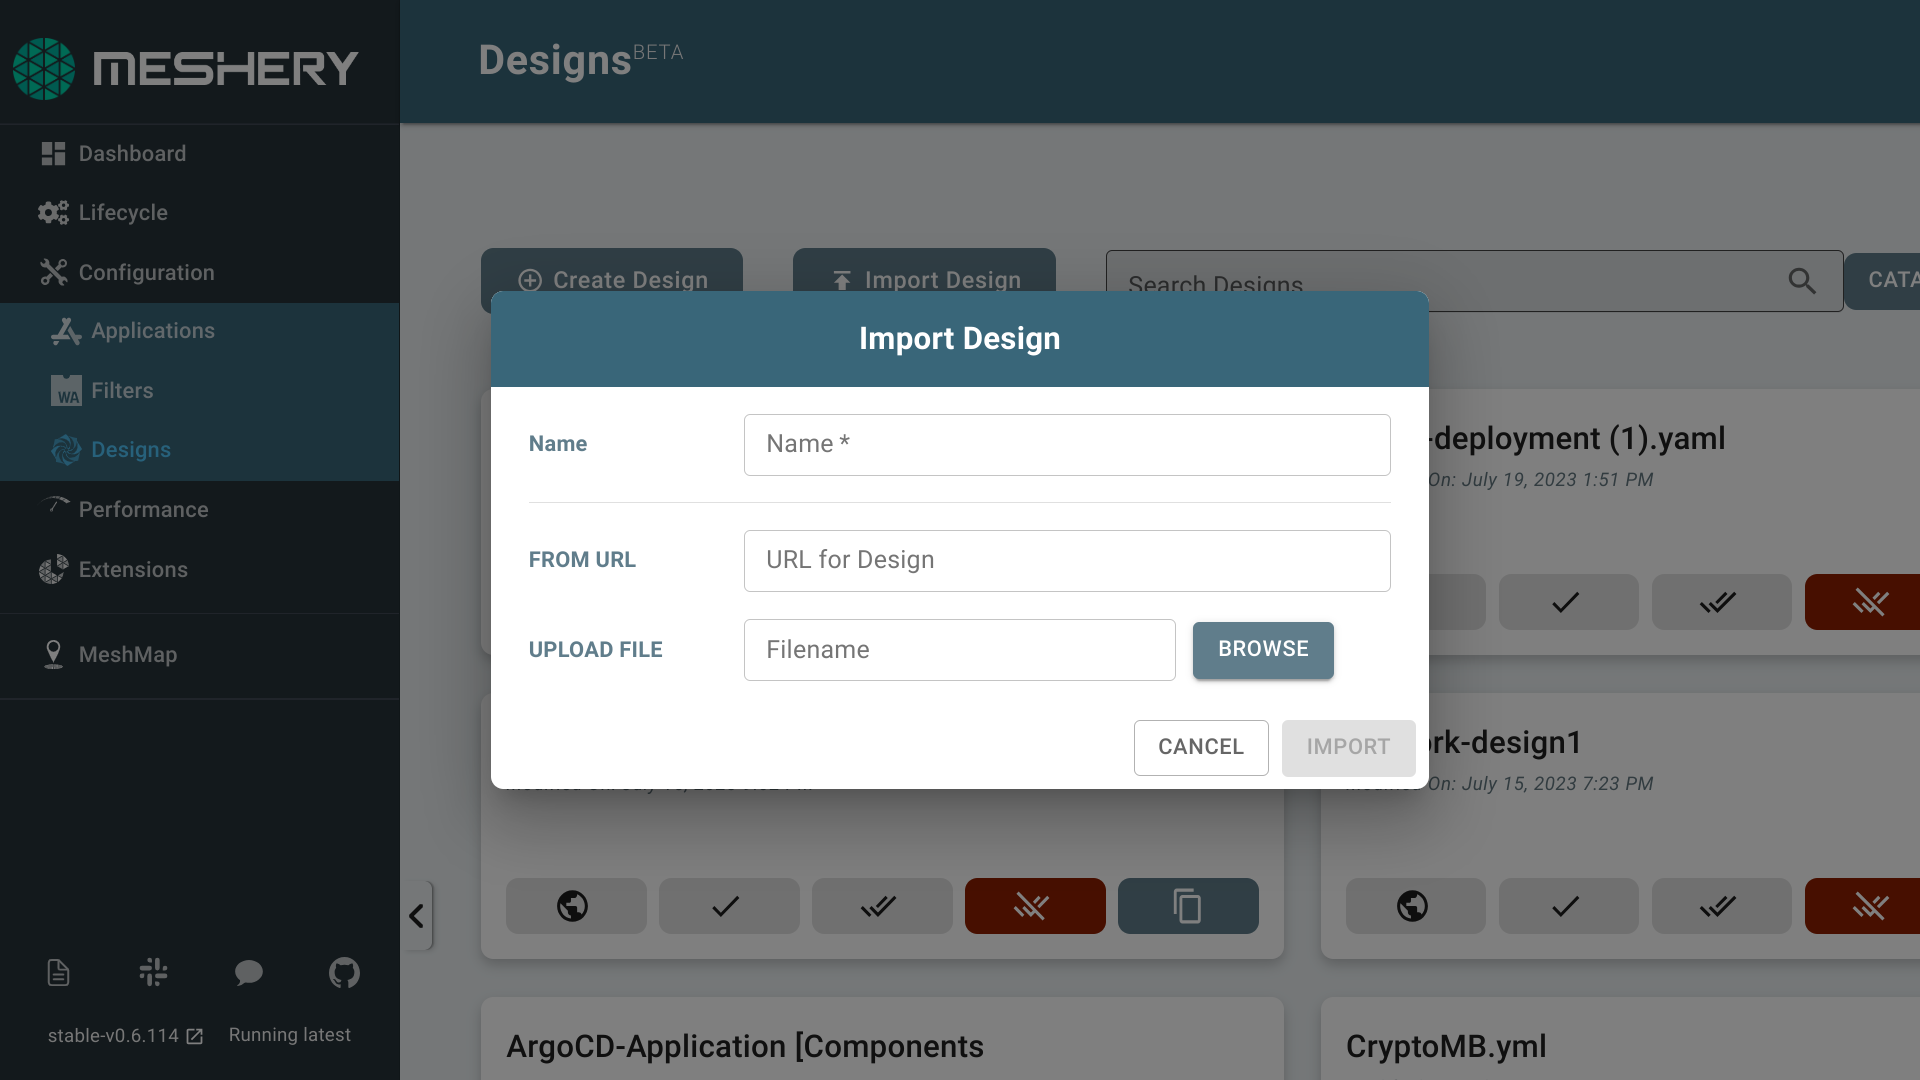 MESHERY
Dashboard
Lifecycle
Configuration
Applications
WA
Filters
Designs
Performance
Extensions
MeshMap
stable-v0.6.114
Running latest
Designs BETA
Create Design
Import Design
Search Designs
CATA
Import Design
Name
Name *
FROM URL
URL for Design
UPLOAD FILE
Filename
BROWSE
CANCEL
IMPORT
-deployment (1).yaml
On: July 19, 2023 1:51 PM
rk-design1
On: July 15, 2023 7:23 PM
ArgoCD-Application [Components
CryptoMB.yml